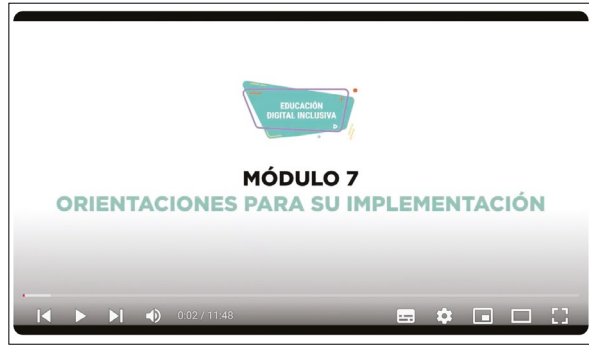 EDUCACIÓN
DIGITAL INCLUSIVA
MÓDULO 7
ORIENTACIONES PARA SU IMPLEMENTACIÓN
0:02 / 11:48